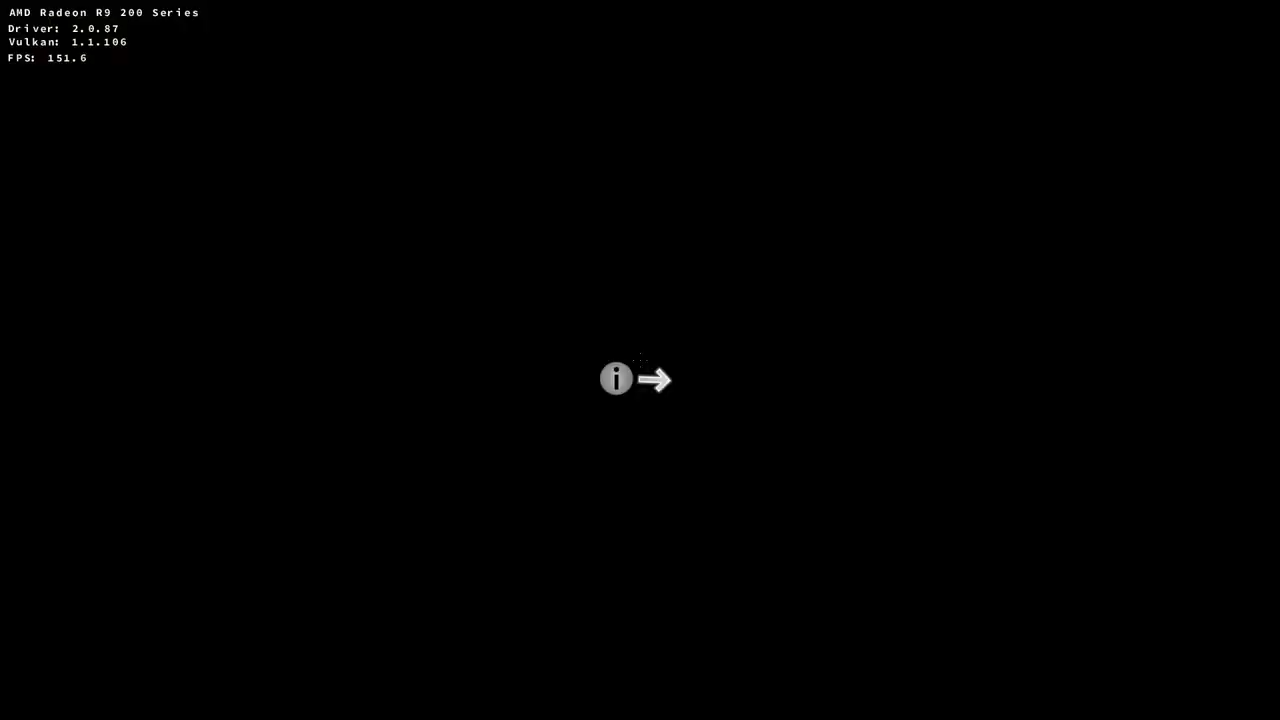 AMD Radeon R9 200 Series
Driver: 2.0.87
Vulkan: 1.1.106
FPS: 151.6
i